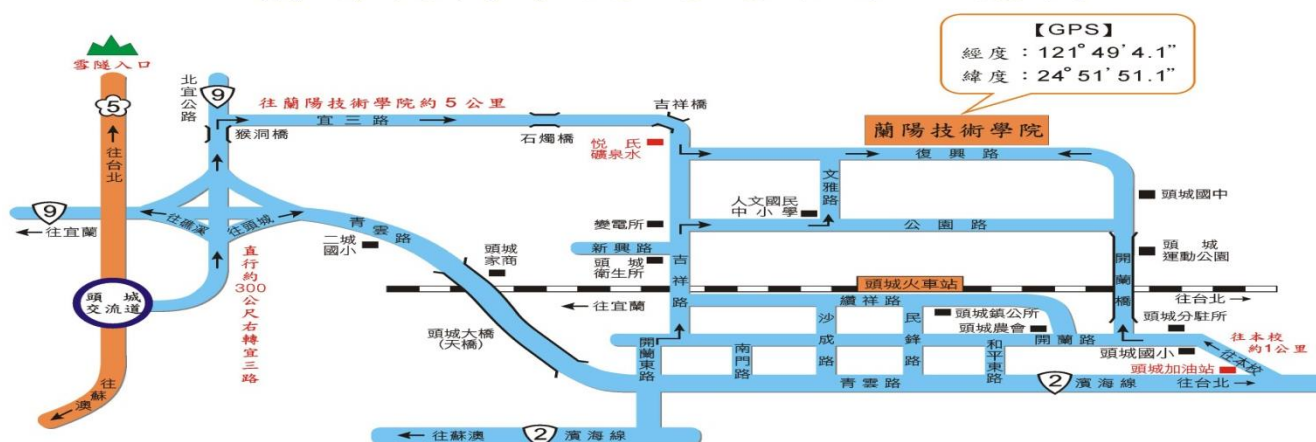 【GPS】
經度：121°49'4.1"
緯度：24°51'51.1"
雪隧入口
5
往台北
北宜公路
9
往蘭陽技術學院約 5 公里
宜三路
猴洞橋
石燭橋
吉祥橋
悅氏
礦泉水
蘭陽技術學院
復興路
文雅路
人文國民
中小學
頭城國中
9
往宜蘭
往礁溪
往頭城
青雲路
二城
國小
頭城
家商
變電所
新興路
頭城
衛生所
吉祥路
公園路
開蘭橋
頭城
運動公園
頭城
交流道
直行約300公尺右轉宜三路
往宜蘭
頭城火車站
往台北
纘祥路
頭城大橋
(天橋)
沙成路
民鋒路
頭城鎮公所
頭城農會
頭城分駐所
開蘭東路
南門路
和平東路
開蘭路
頭城國小
往本校
約1公里
往本校
頭城加油站
青雲路
2
濱海線
往台北
往蘇澳
往蘇澳
2
濱海線